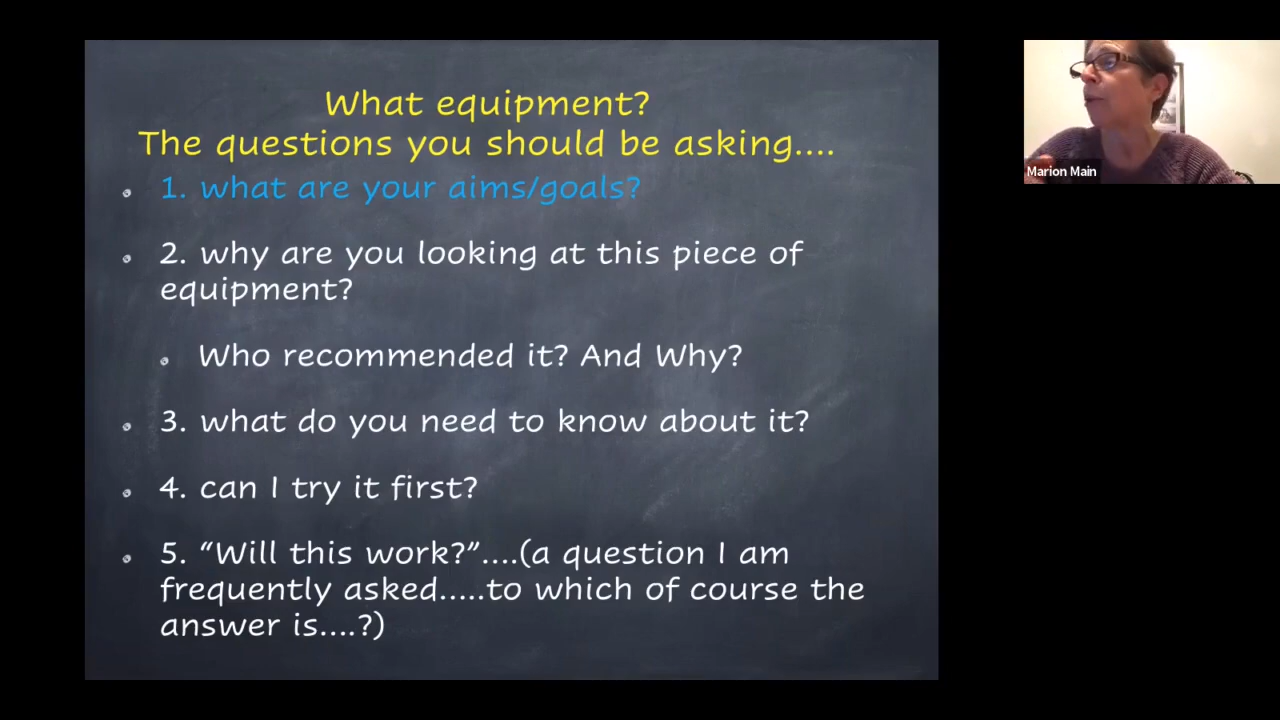 What equipment?
The questions you should be asking....
1. what are your aims/goals?
2. why are you looking at this piece of
equipment?
Who recommended it? And Why?
3. what do you need to know about it?
4. can I try it first?
5. “Will this work?”....(a question I am
frequently asked.....to which of course the
answer is....?)
Marion Main